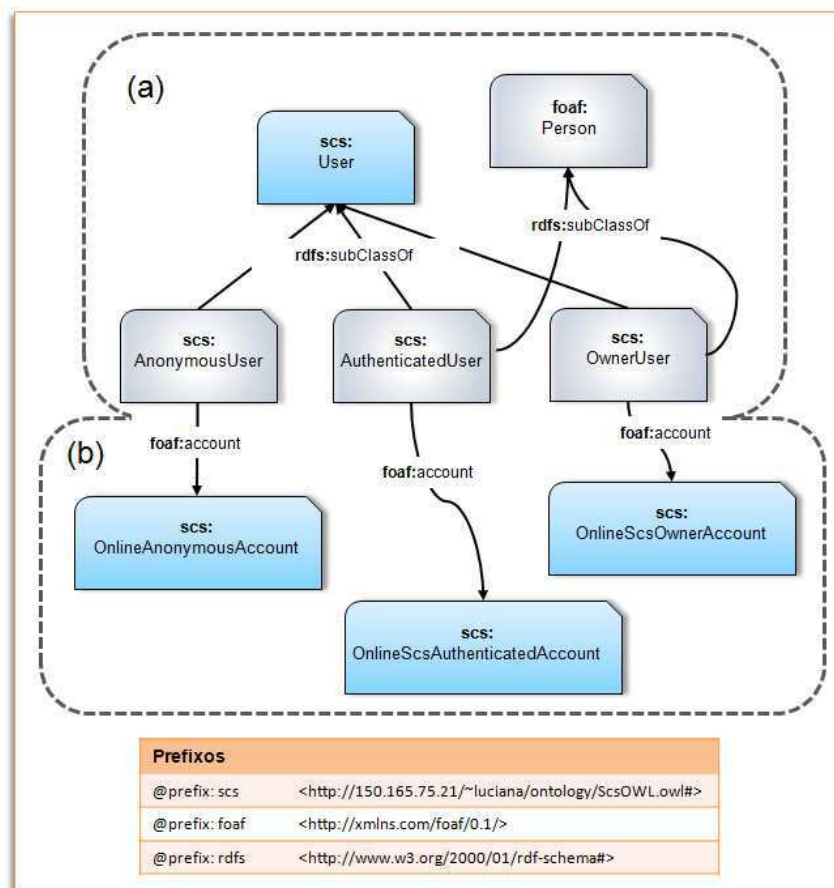 (a)
foaf:
Person
scs:
User
rdfs:subClassOf
rdfs:subClassOf
scs:
AnonymousUser
scs:
AuthenticatedUser
scs:
OwnerUser
(b)
foaf:account
foaf:account
foaf:account
scs:
OnlineAnonymousAccount
scs:
OnlineScsOwnerAccount
scs:
OnlineScsAuthenticatedAccount
Prefixos
@prefix: scs <http://150.165.75.21/~luciana/ontology/ScsOWL.owl#>
@prefix: foaf <http://xmlns.com/foaf/0.1/>
@prefix: rdfs <http://www.w3.org/2000/01/rdf-schema#>